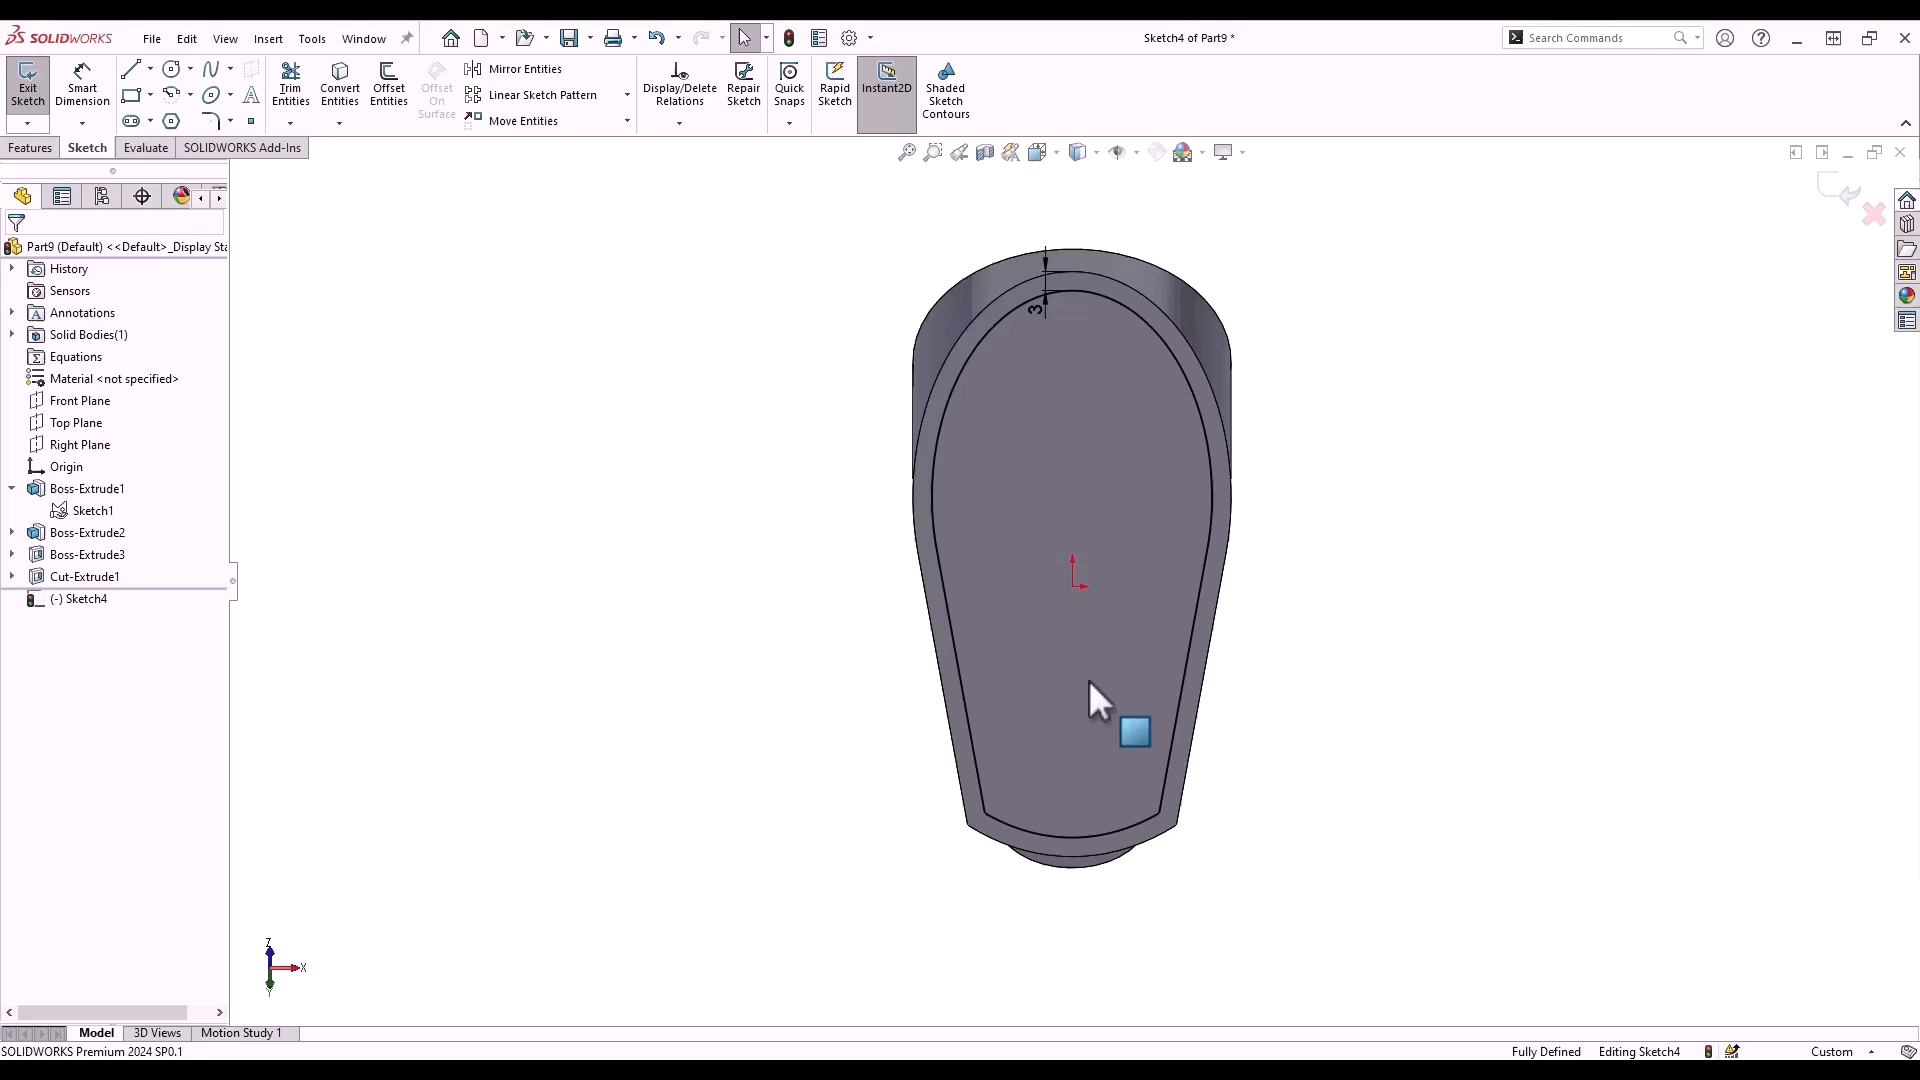 SOLIDWORKS File Edit View Insert Tools Window Sketch4 of Part9 * Search Commands
Exit Sketch
Smart Dimension
Trim Entities
Convert Entities
Offset Entities
Offset On Surface
Mirror Entities
Linear Sketch Pattern
Move Entities
Display/Delete Relations
Repair Sketch
Quick Snaps
Rapid Sketch
Instant2D
Shaded Sketch Contours
Features Sketch Evaluate SOLIDWORKS Add-Ins
Part9 (Default) <<Default>_Display Sta
History
Sensors
Annotations
Solid Bodies(1)
Equations
Material <not specified>
Front Plane
Top Plane
Right Plane
Origin
Boss-Extrude1
Sketch1
Boss-Extrude2
Boss-Extrude3
Cut-Extrude1
(-) Sketch4
3
Z
X
Y
Model 3D Views Motion Study 1
SOLIDWORKS Premium 2024 SP0.1 Fully Defined Editing Sketch4 Custom